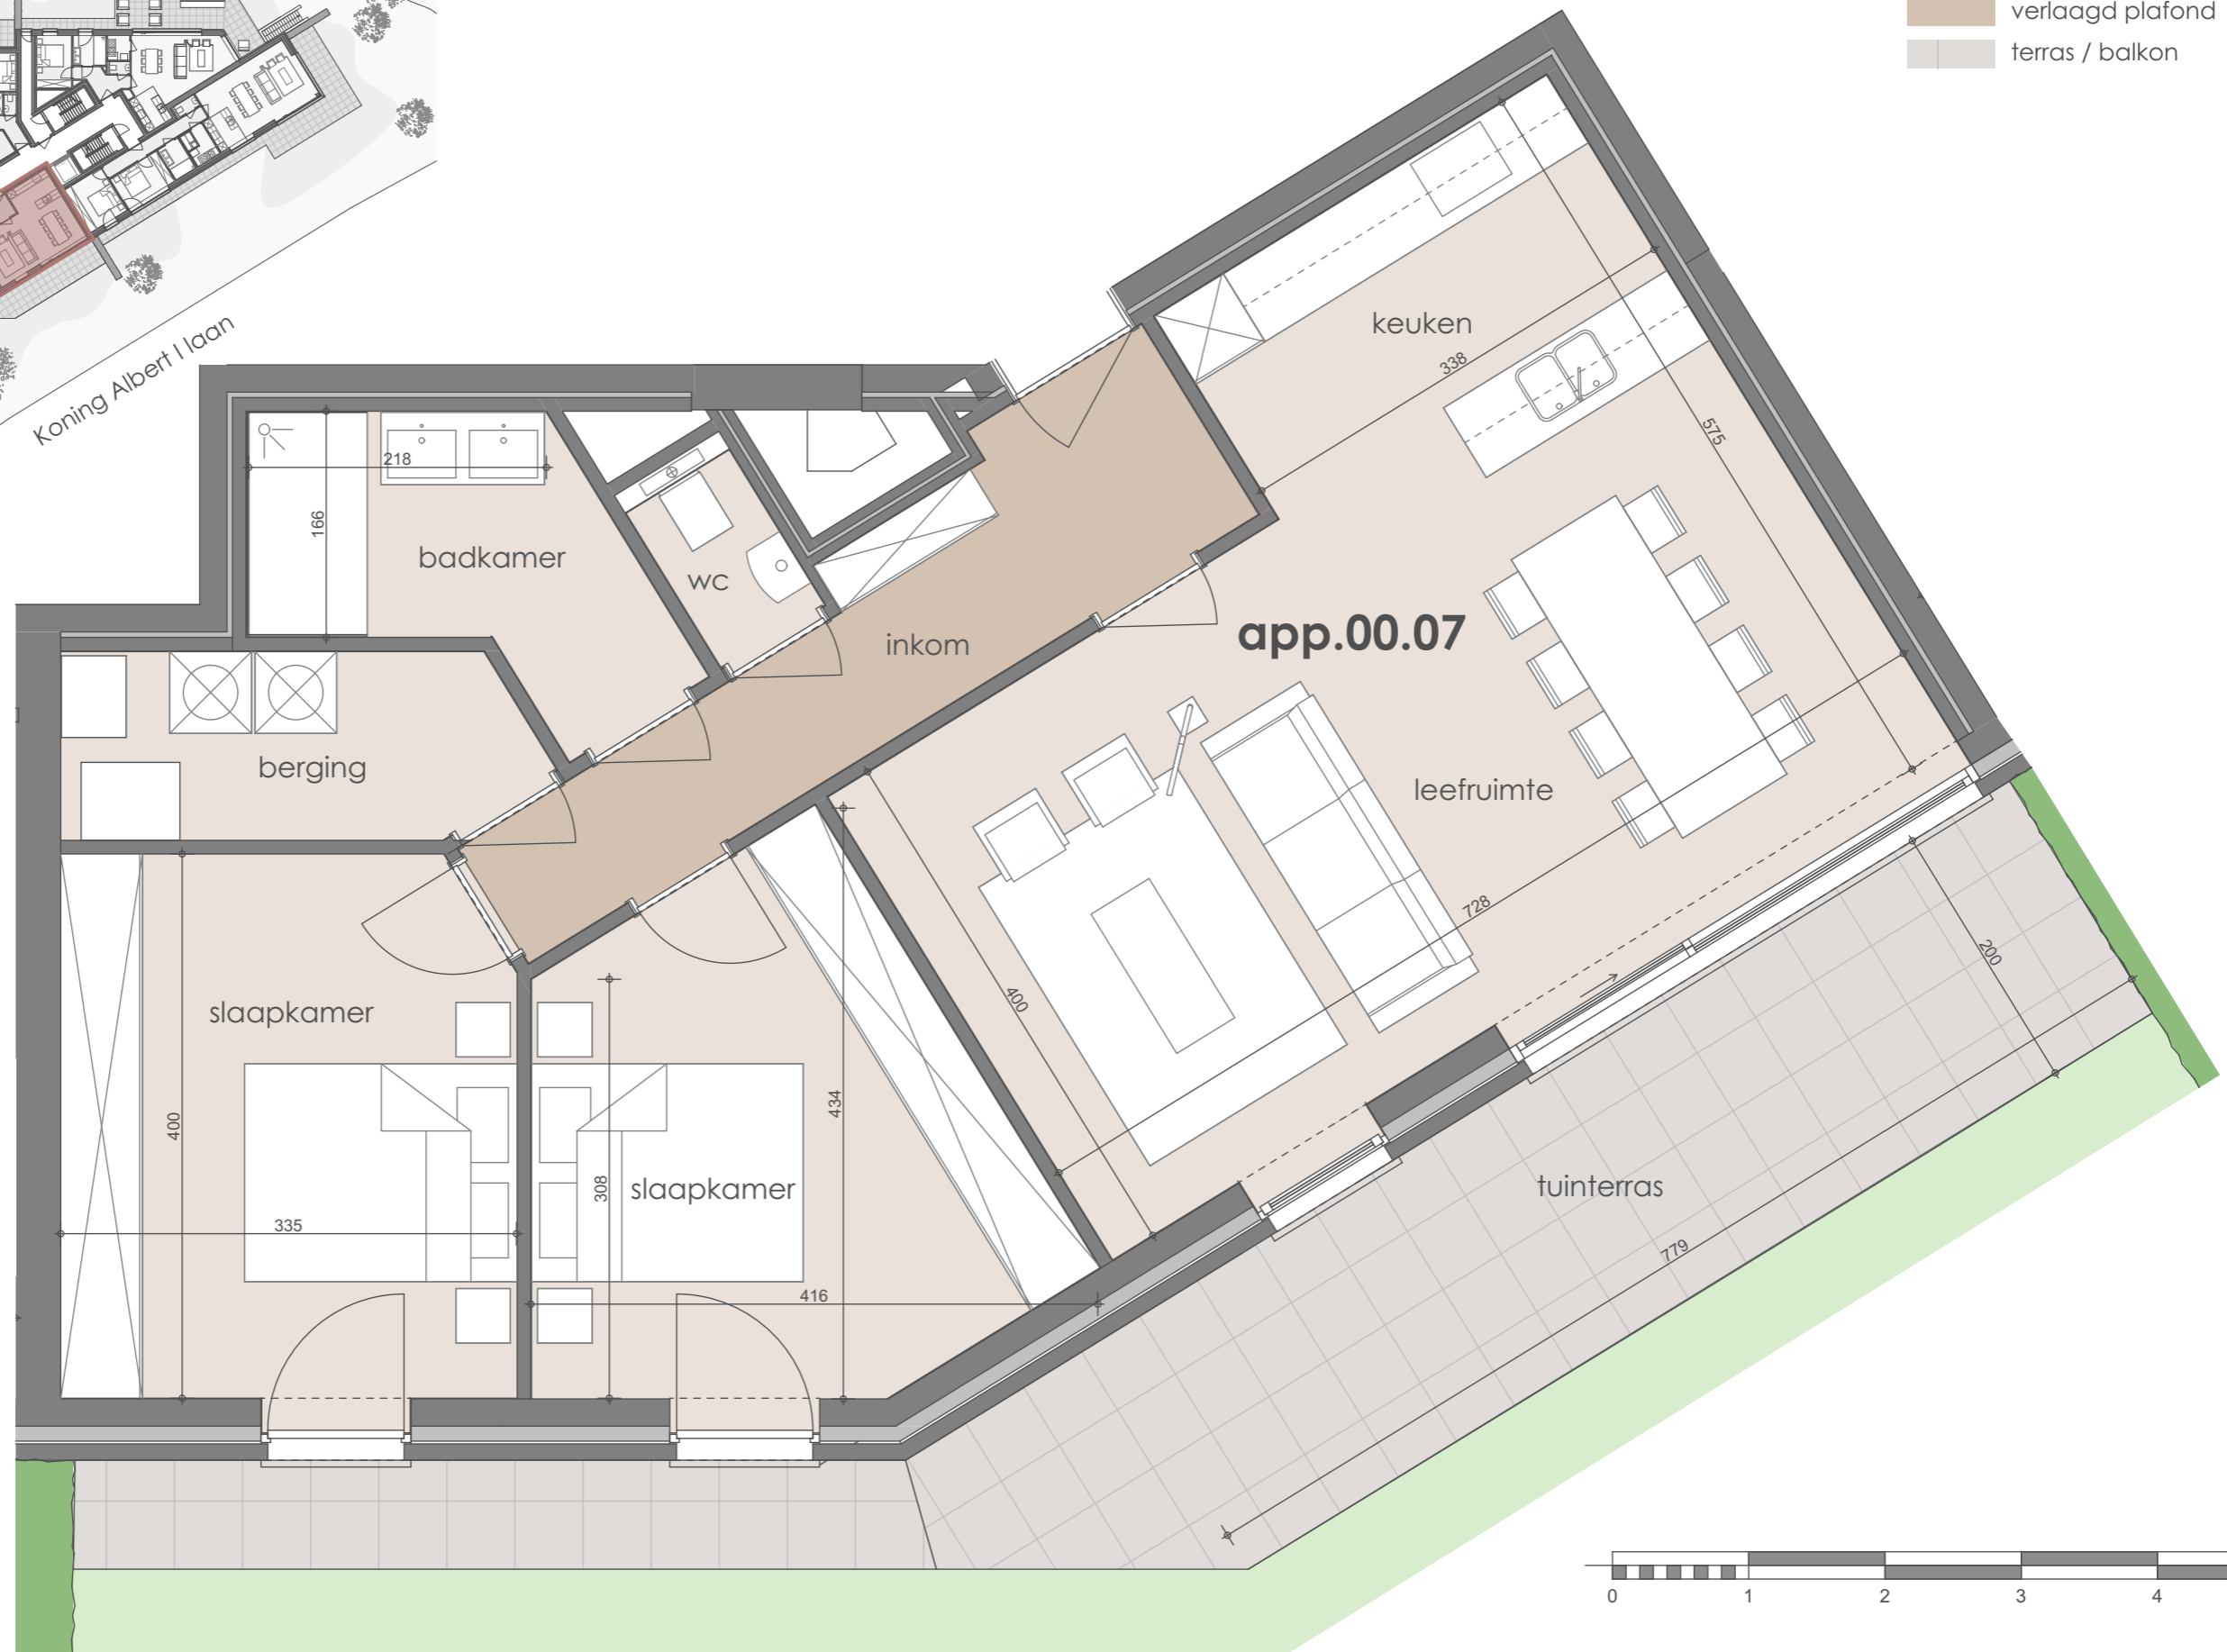 verlaagd plafond
terras / balkon
Koning Albert I laan
keuken
338
575
218
166
badkamer
wc
inkom
app.00.07
berging
leefruimte
728
400
200
slaapkamer
400
335
434
308
slaapkamer
416
tuinterras
779
0 1 2 3 4